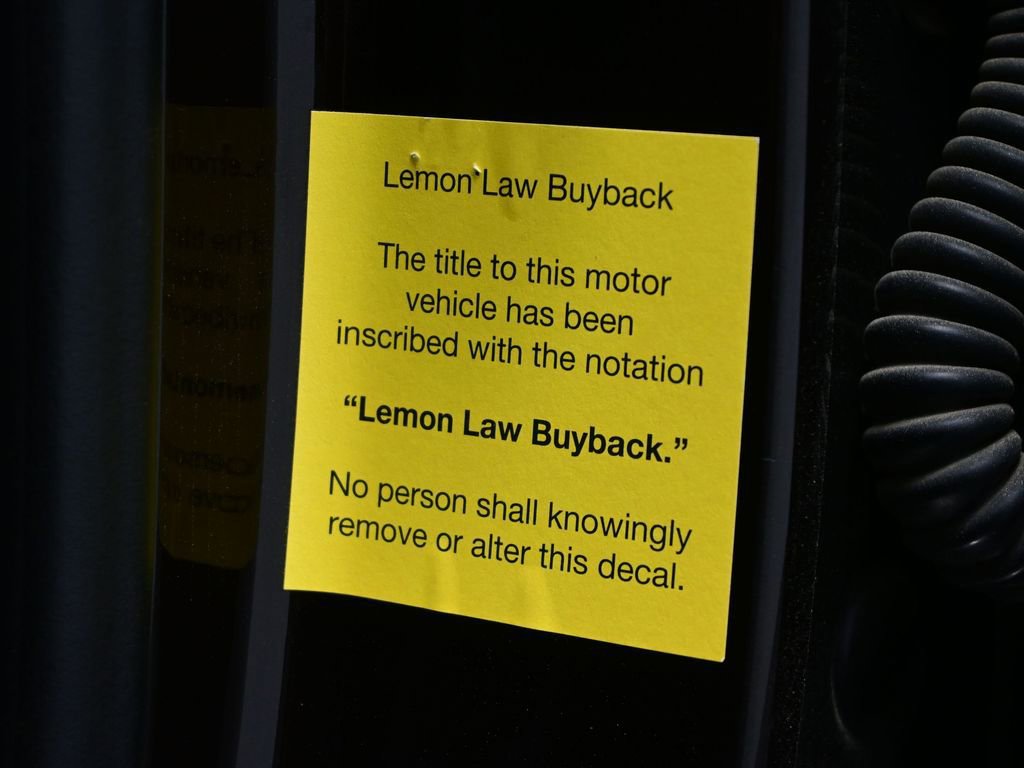 Lemon Law Buyback
The title to this motor
vehicle has been
inscribed with the notation
“Lemon Law Buyback.”
No person shall knowingly
remove or alter this decal.